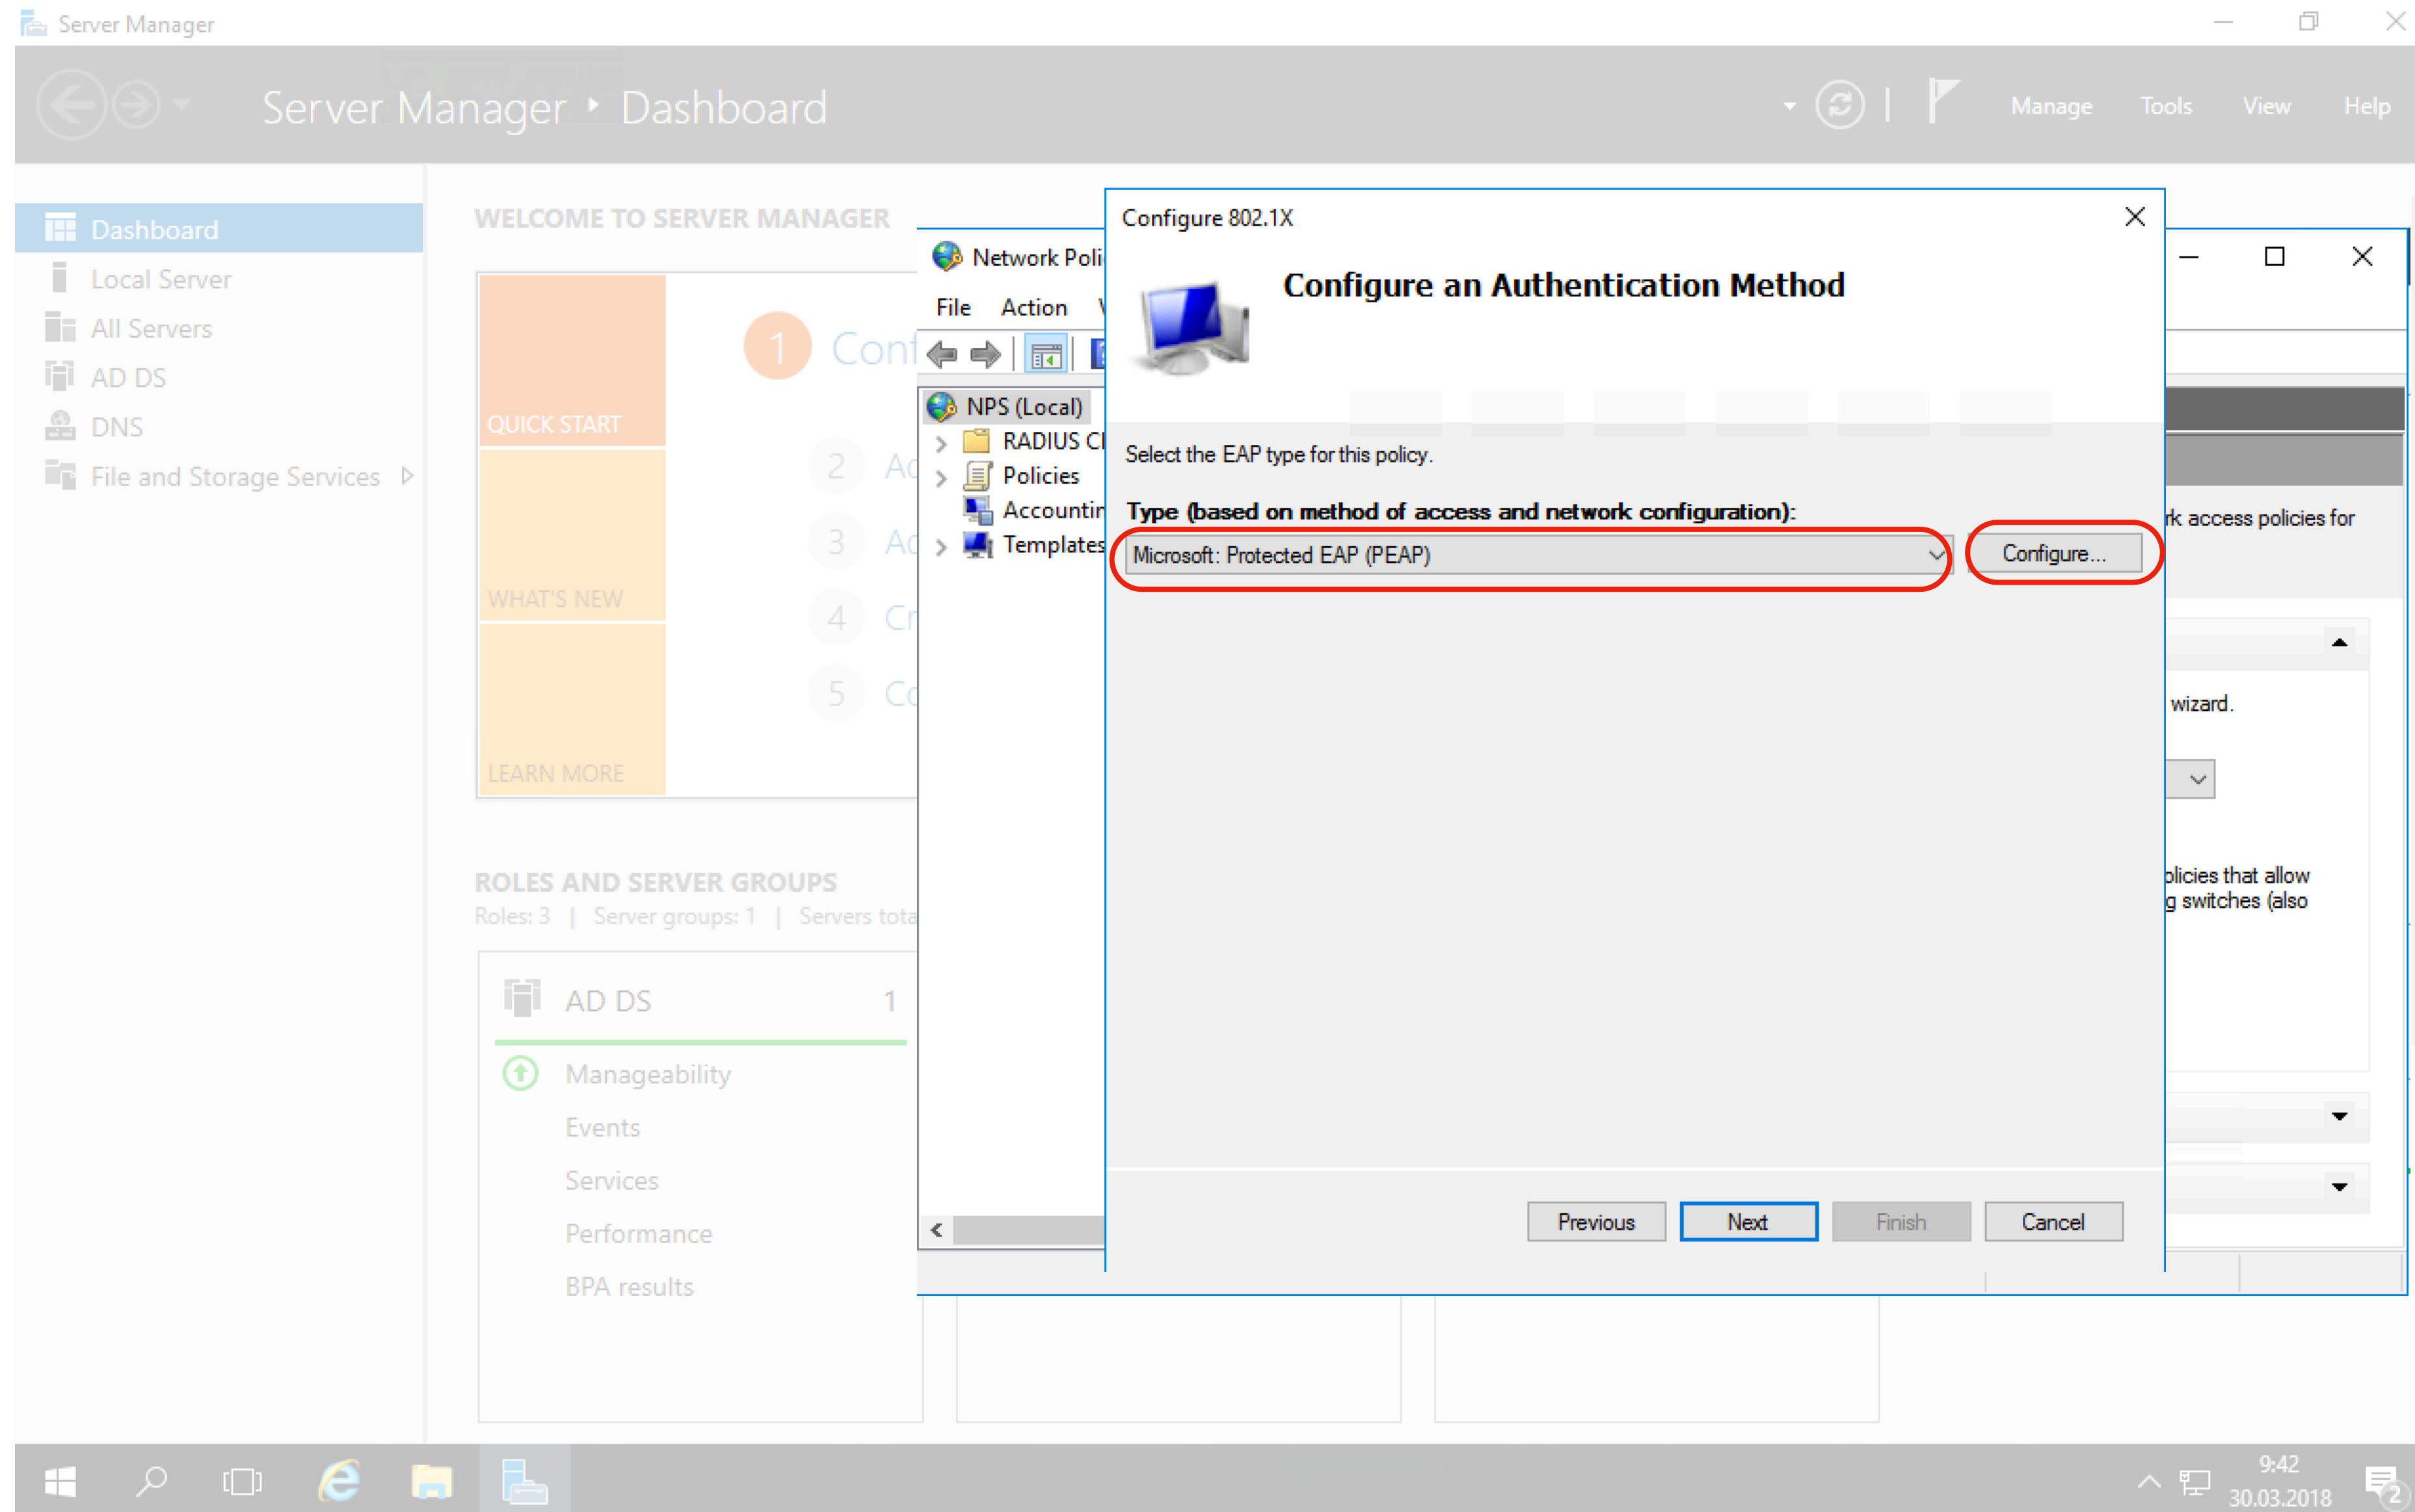 Server Manager
Server Manager
Dashboard
Manage
Tools
View
Help
Dashboard
Local Server
All Servers
AD DS
DNS
File and Storage Services
WELCOME TO SERVER MANAGER
QUICK START
WHAT'S NEW
LEARN MORE
1
2
3
4
5
ROLES AND SERVER GROUPS
Roles: 3 | Server groups: 1 | Servers tota
AD DS 1
Manageability
Events
Services
Performance
BPA results
Network Poli
File Action
NPS (Local)
RADIUS Cl
Policies
Accountin
Templates
Configure 802.1X
Configure an Authentication Method
Select the EAP type for this policy.
Type (based on method of access and network configuration):
Microsoft: Protected EAP (PEAP)
Configure...
Previous
Next
Finish
Cancel
rk access policies for
wizard.
olicies that allow
g switches (also
9:42
30.03.2018
2